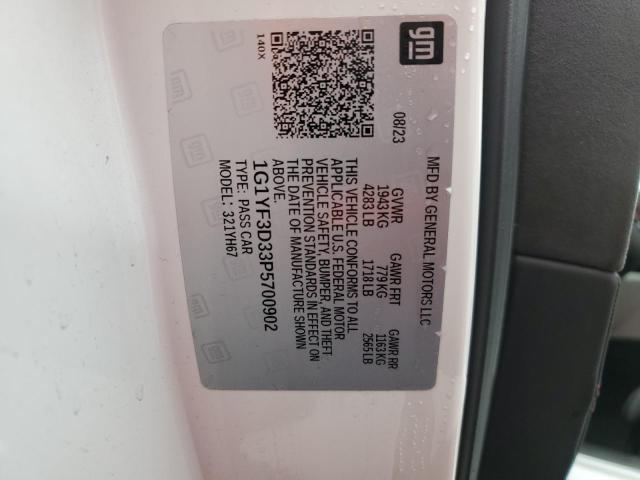 gm
MFD BY GENERAL MOTORS LLC
08/23
GVWR GAWR FRT GAWR RR
1943 KG 779 KG 1163 KG
4283 LB 1718 LB 2565 LB
THIS VEHICLE CONFORMS TO ALL
APPLICABLE U.S. FEDERAL MOTOR
VEHICLE SAFETY, BUMPER, AND THEFT
PREVENTION STANDARDS IN EFFECT ON
THE DATE OF MANUFACTURE SHOWN
ABOVE.
1G1YF3D33P5700902
TYPE: PASS CAR
MODEL: 321YH67
140X